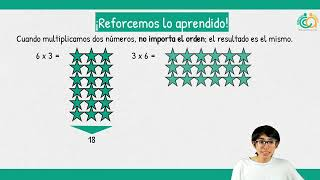 ¡Reforcemos lo aprendido!
Cuando multiplicamos dos números, no importa el orden; el resultado es el mismo.
6 x 3 =
3 x 6 =
18